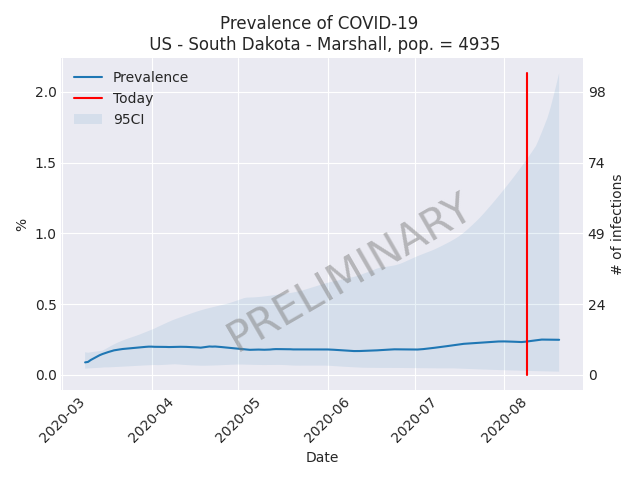 Prevalence of COVID-19
US - South Dakota - Marshall, pop. = 4935
Prevalence
Today
95CI
PRELIMINARY
2.0
1.5
1.0
0.5
0.0
%
98
74
49
24
0
# of infections
2020-03
2020-04
2020-05
2020-06
2020-07
2020-08
Date